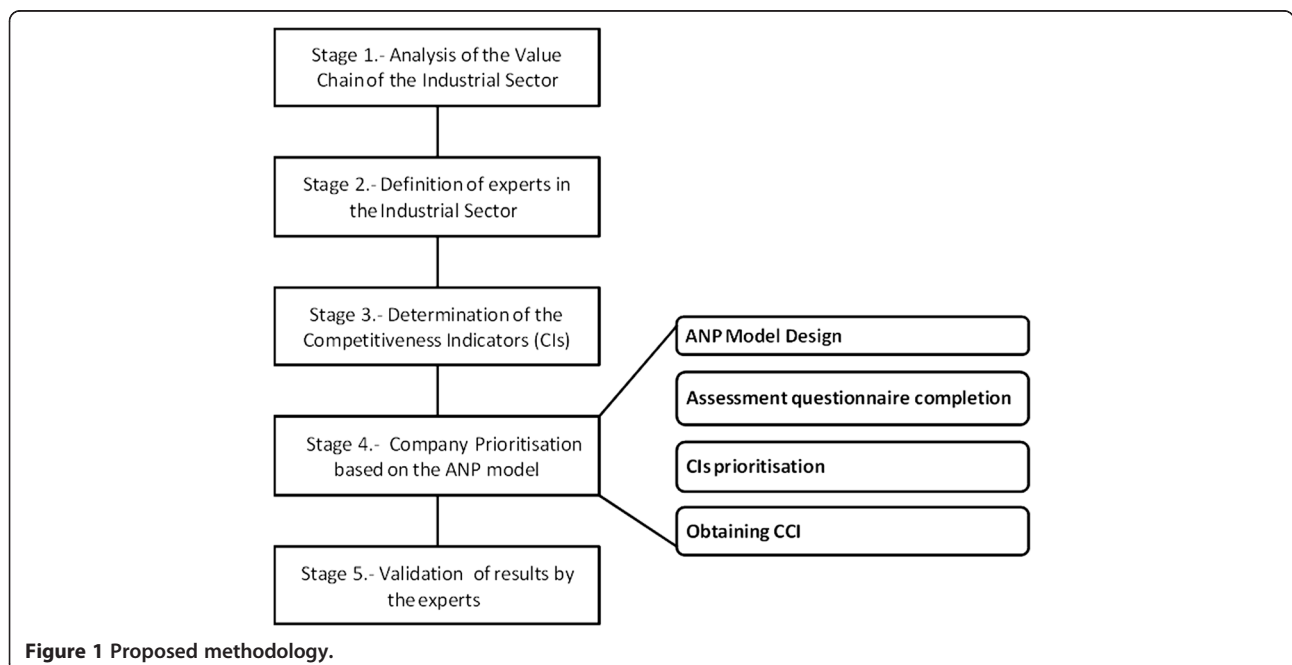 Stage 1.- Analysis of the Value
Chain of the Industrial Sector
Stage 2.- Definition of experts in
the Industrial Sector
Stage 3.- Determination of the
Competitiveness Indicators (CIs)
Stage 4.- Company Prioritisation
based on the ANP model
ANP Model Design
Assessment questionnaire completion
CIs prioritisation
Obtaining CCI
Stage 5.- Validation of results by
the experts
Figure 1 Proposed methodology.